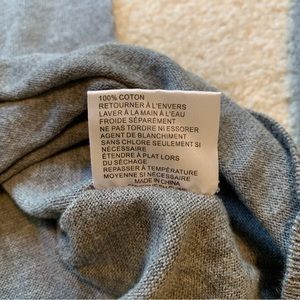 100% COTON
RETOURNER À L'ENVERS
LAVER À LA MAIN À L'EAU
FROIDE SÉPARÉMENT
NE PAS TORDRE NI ESSORER
AGENT DE BLANCHIMENT
SANS CHLORE SEULEMENT SI
NÉCESSAIRE
ÉTENDRE À PLAT LORS
DU SÉCHAGE
REPASSER À TEMPÉRATURE
MOYENNE SI NÉCESSAIRE
MADE IN CHINA